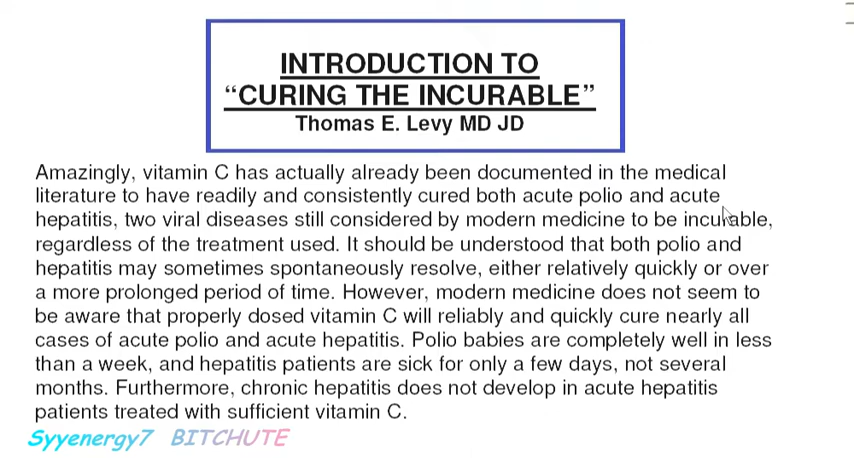 INTRODUCTION TO
“CURING THE INCURABLE”
Thomas E. Levy MD JD
Amazingly, vitamin C has actually already been documented in the medical
literature to have readily and consistently cured both acute polio and acute
hepatitis, two viral diseases still considered by modern medicine to be incurable,
regardless of the treatment used. It should be understood that both polio and
hepatitis may sometimes spontaneously resolve, either relatively quickly or over
a more prolonged period of time. However, modern medicine does not seem to
be aware that properly dosed vitamin C will reliably and quickly cure nearly all
cases of acute polio and acute hepatitis. Polio babies are completely well in less
than a week, and hepatitis patients are sick for only a few days, not several
months. Furthermore, chronic hepatitis does not develop in acute hepatitis
patients treated with sufficient vitamin C.
Syyenergy7 BITCHUTE